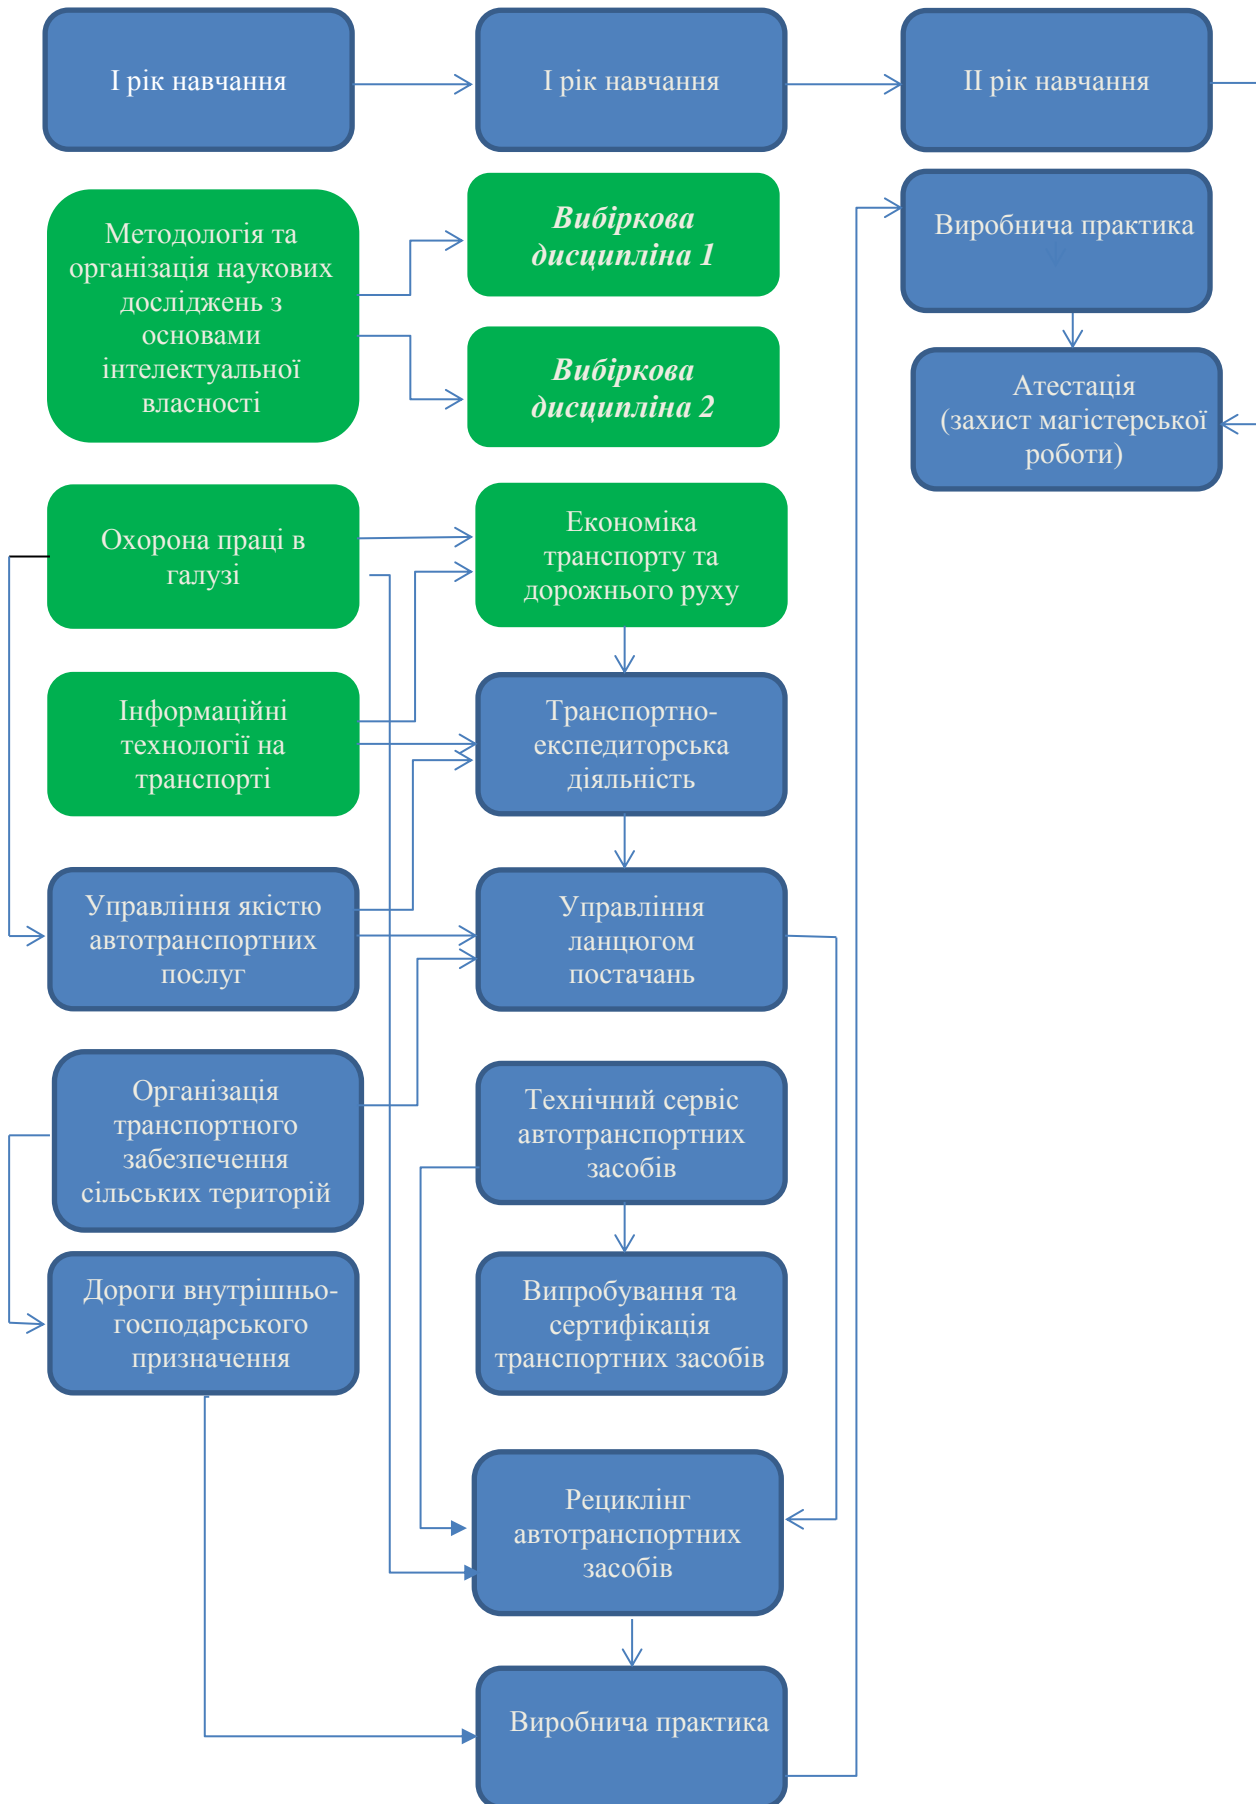 І рік навчання
І рік навчання
ІІ рік навчання
Методологія та
організація наукових
досліджень з
основами
інтелектуальної
власності
Вибіркова
дисципліна 1
Вибіркова
дисципліна 2
Виробнича практика
Атестація
(захист магістерської
роботи)
Охорона праці в
галузі
Економіка
транспорту та
дорожнього руху
Інформаційні
технології на
транспорті
Транспортно-
експедиторська
діяльність
Управління якістю
автотранспортних
послуг
Управління
ланцюгом
постачань
Організація
транспортного
забезпечення
сільських територій
Технічний сервіс
автотранспортних
засобів
Дороги внутрішньо-
господарського
призначення
Випробування та
сертифікація
транспортних засобів
Рециклінг
автотранспортних
засобів
Виробнича практика